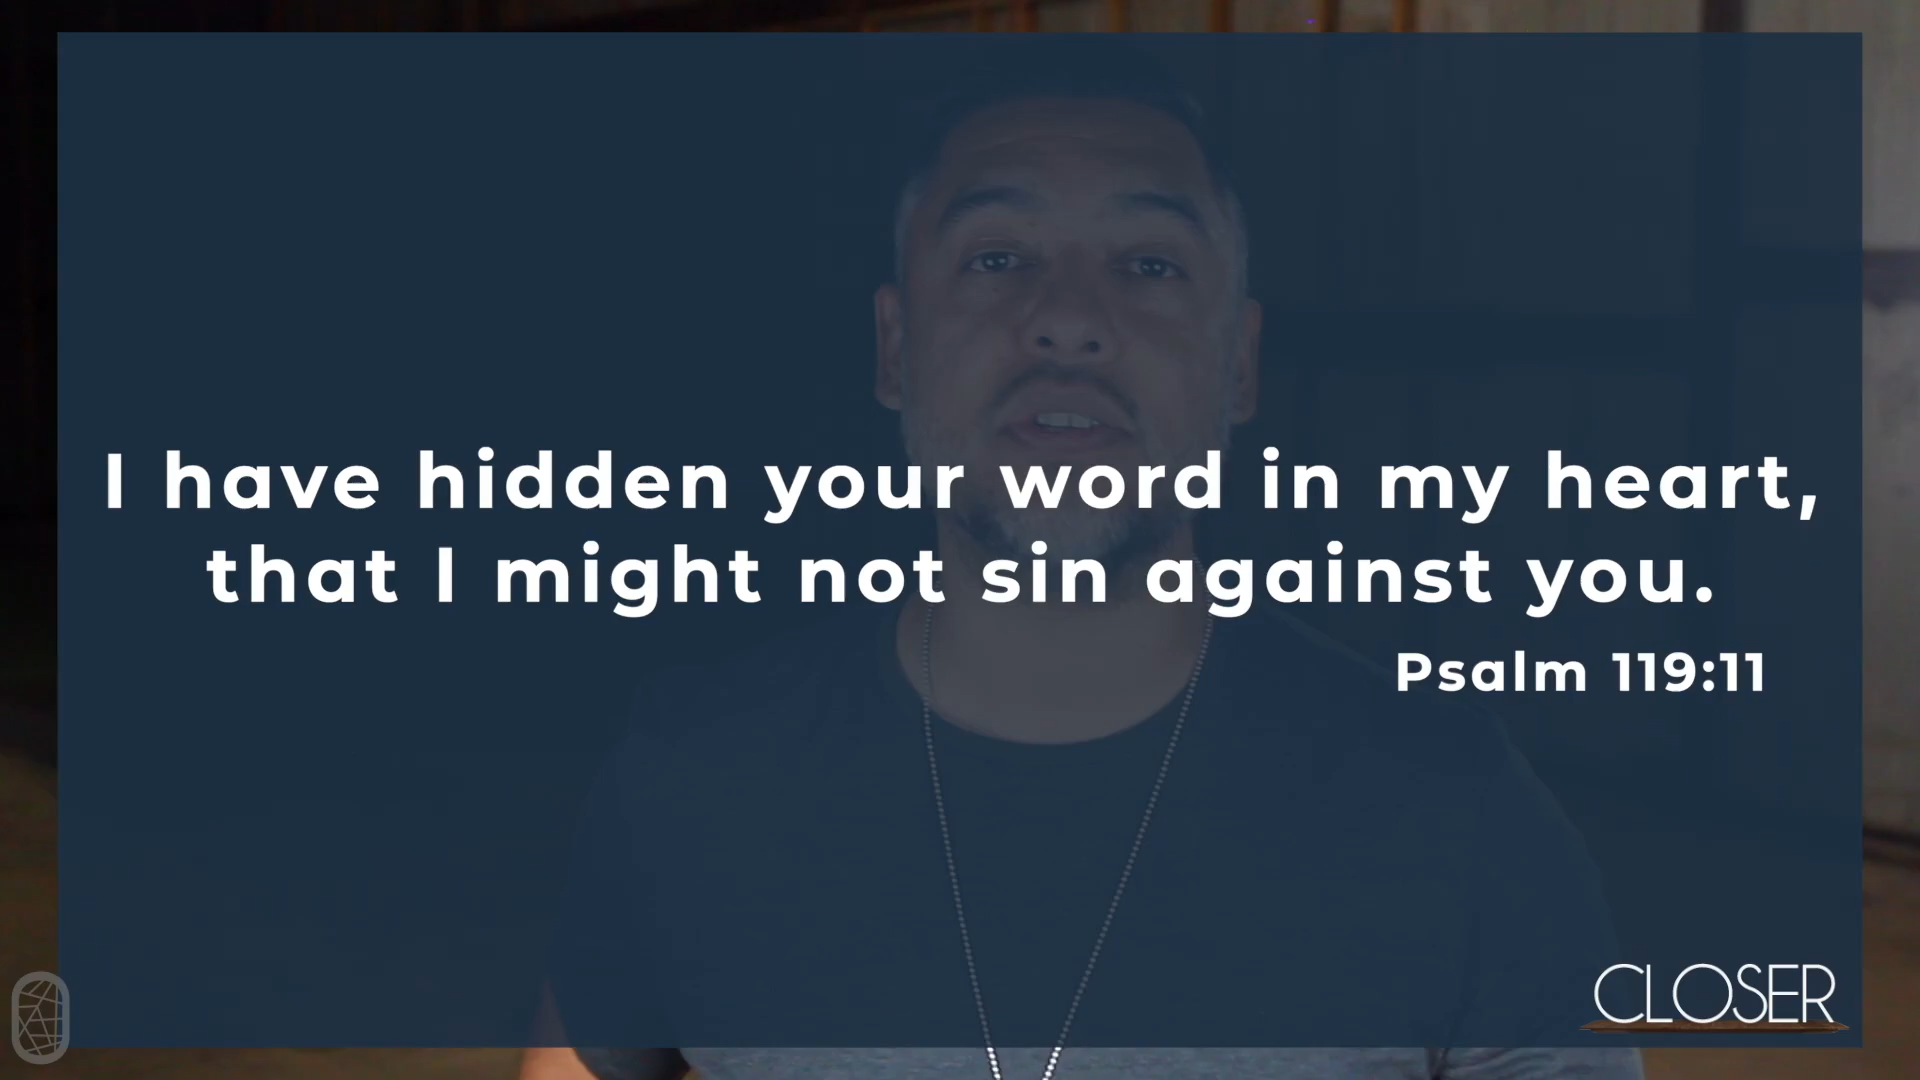 I have hidden your word in my heart,
that I might not sin against you.
Psalm 119:11
CLOSER